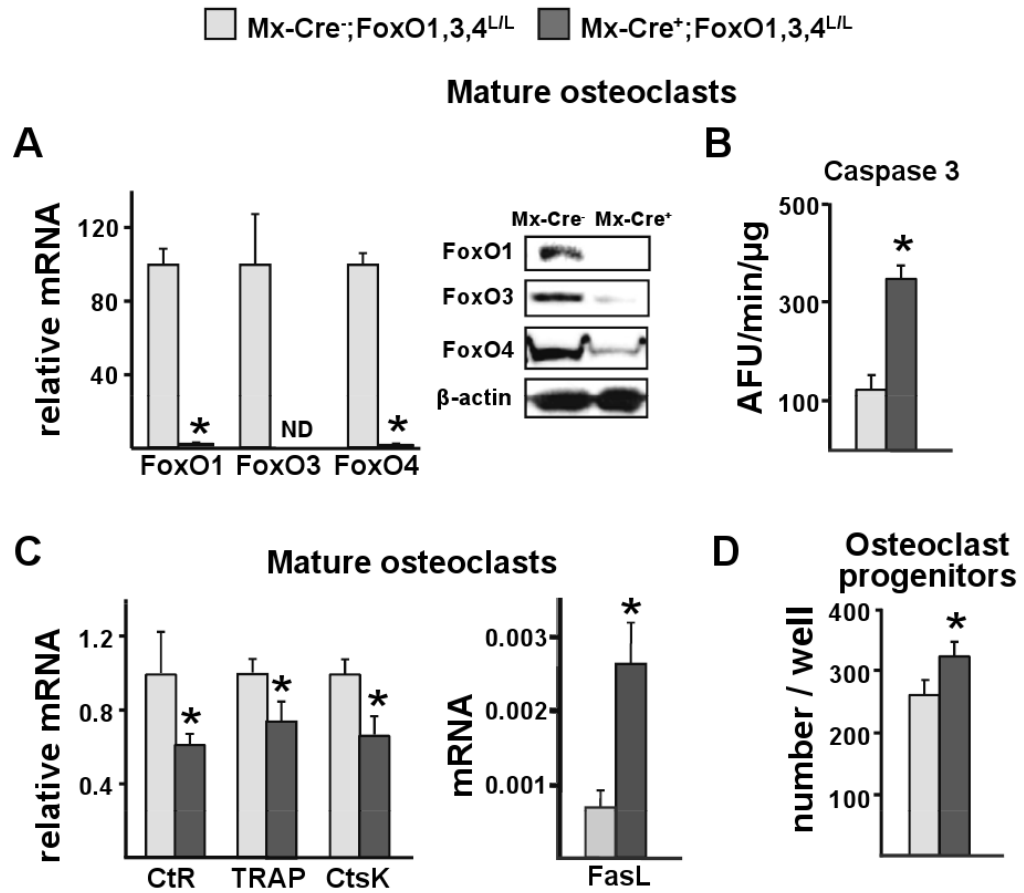 Mx-Cre⁻;FoxO1,3,4ᴸ/ᴸ Mx-Cre⁺;FoxO1,3,4ᴸ/ᴸ
Mature osteoclasts
A
relative mRNA
120
80
40
*
ND
*
FoxO1 FoxO3 FoxO4
Mx-Cre⁻ Mx-Cre⁺
FoxO1
FoxO3
FoxO4
β-actin
B
Caspase 3
AFU/min/µg
500
300
100
*
C
Mature osteoclasts
relative mRNA
1.2
0.8
0.4
*
*
*
CtR TRAP CtsK
mRNA
0.003
0.002
0.001
*
FasL
D
Osteoclast
progenitors
number / well
400
300
200
100
*